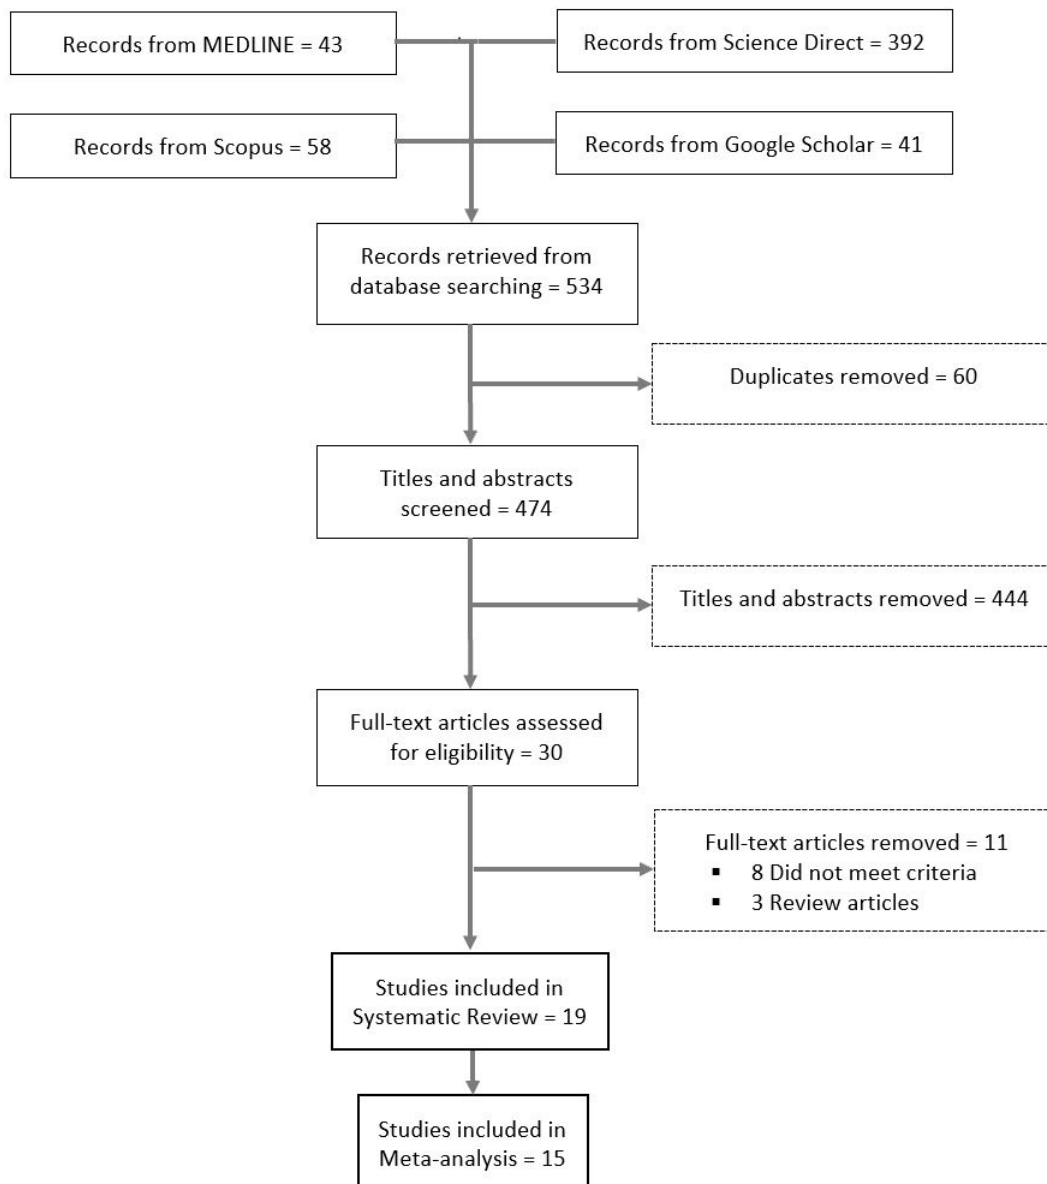 Records from MEDLINE = 43
Records from Science Direct = 392
Records from Scopus = 58
Records from Google Scholar = 41
Records retrieved from
database searching = 534
Duplicates removed = 60
Titles and abstracts
screened = 474
Titles and abstracts removed = 444
Full-text articles assessed
for eligibility = 30
Full-text articles removed = 11
▪ 8 Did not meet criteria
▪ 3 Review articles
Studies included in
Systematic Review = 19
Studies included in
Meta-analysis = 15